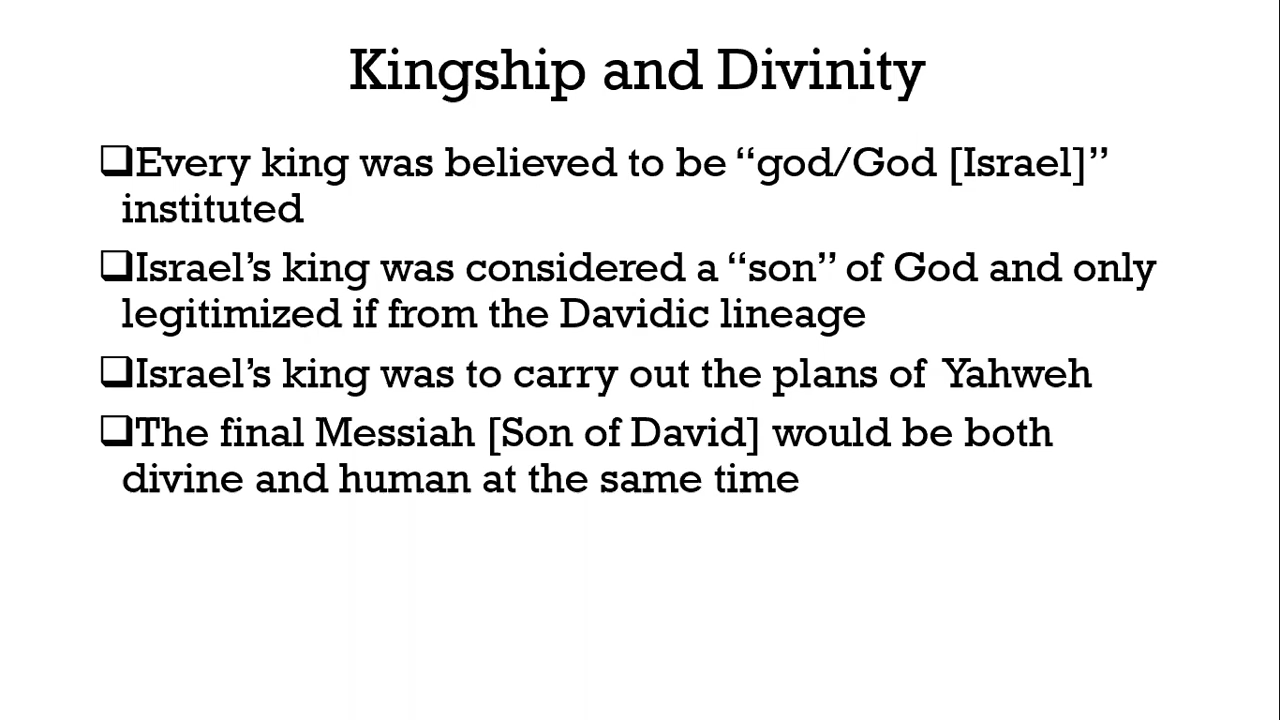 Kingship and Divinity
❑Every king was believed to be “god/God [Israel]”
instituted
❑Israel’s king was considered a “son” of God and only
legitimized if from the Davidic lineage
❑Israel’s king was to carry out the plans of Yahweh
❑The final Messiah [Son of David] would be both
divine and human at the same time